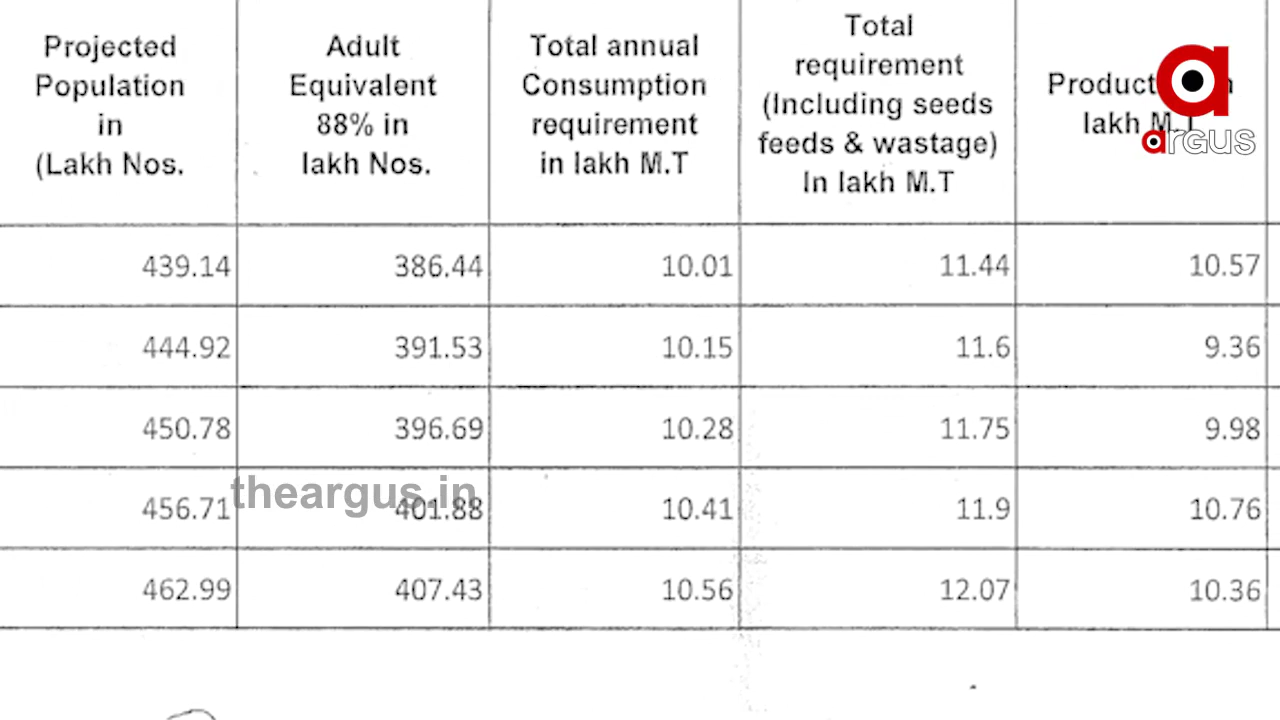 Projected
Population
in
(Lakh Nos.
Adult
Equivalent
88% in
lakh Nos.
Total annual
Consumption
requirement
in lakh M.T
Total
requirement
(Including seeds
feeds & wastage)
In lakh M.T
lakh M.T
a
argus
439.14 386.44 10.01 11.44 10.57
444.92 391.53 10.15 11.6 9.36
450.78 396.69 10.28 11.75 9.98
theargus.in
456.71 401.88 10.41 11.9 10.76
462.99 407.43 10.56 12.07 10.36